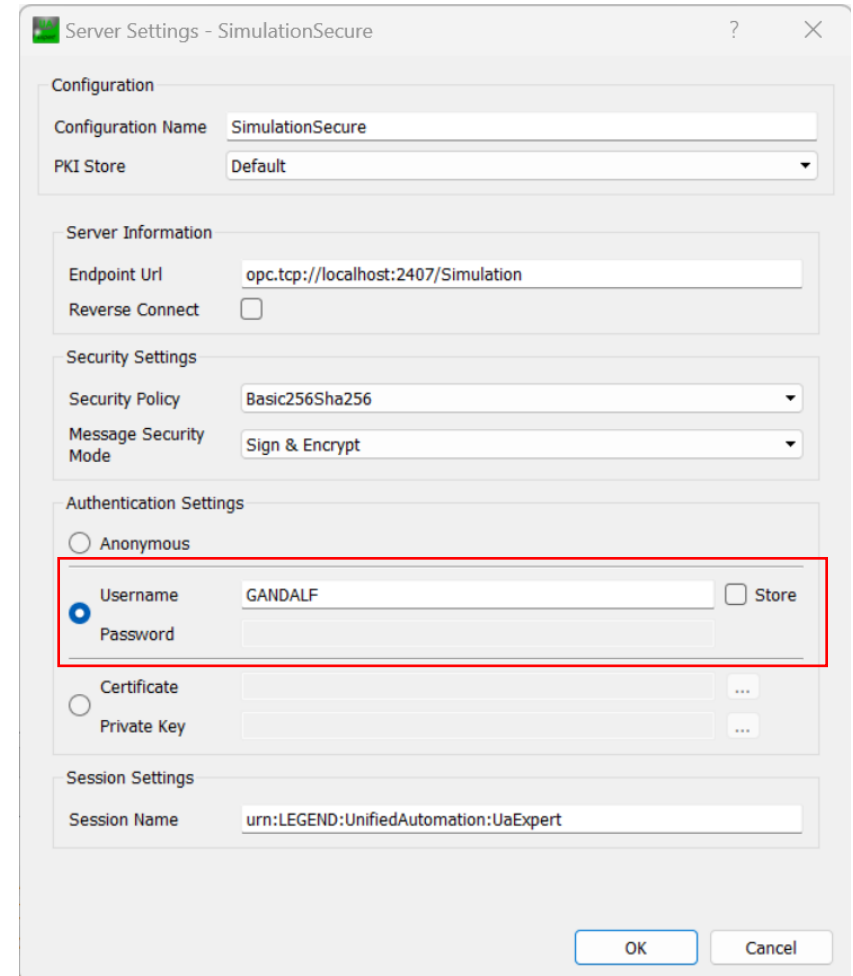 Server Settings - SimulationSecure
?
Configuration
Configuration Name SimulationSecure
PKI Store Default
Server Information
Endpoint Url opc.tcp://localhost:2407/Simulation
Reverse Connect
Security Settings
Security Policy Basic256Sha256
Message Security
Mode
Sign & Encrypt
Authentication Settings
Anonymous
Username GANDALF Store
Password
Certificate ...
Private Key ...
Session Settings
Session Name urn:LEGEND:UnifiedAutomation:UaExpert
OK Cancel